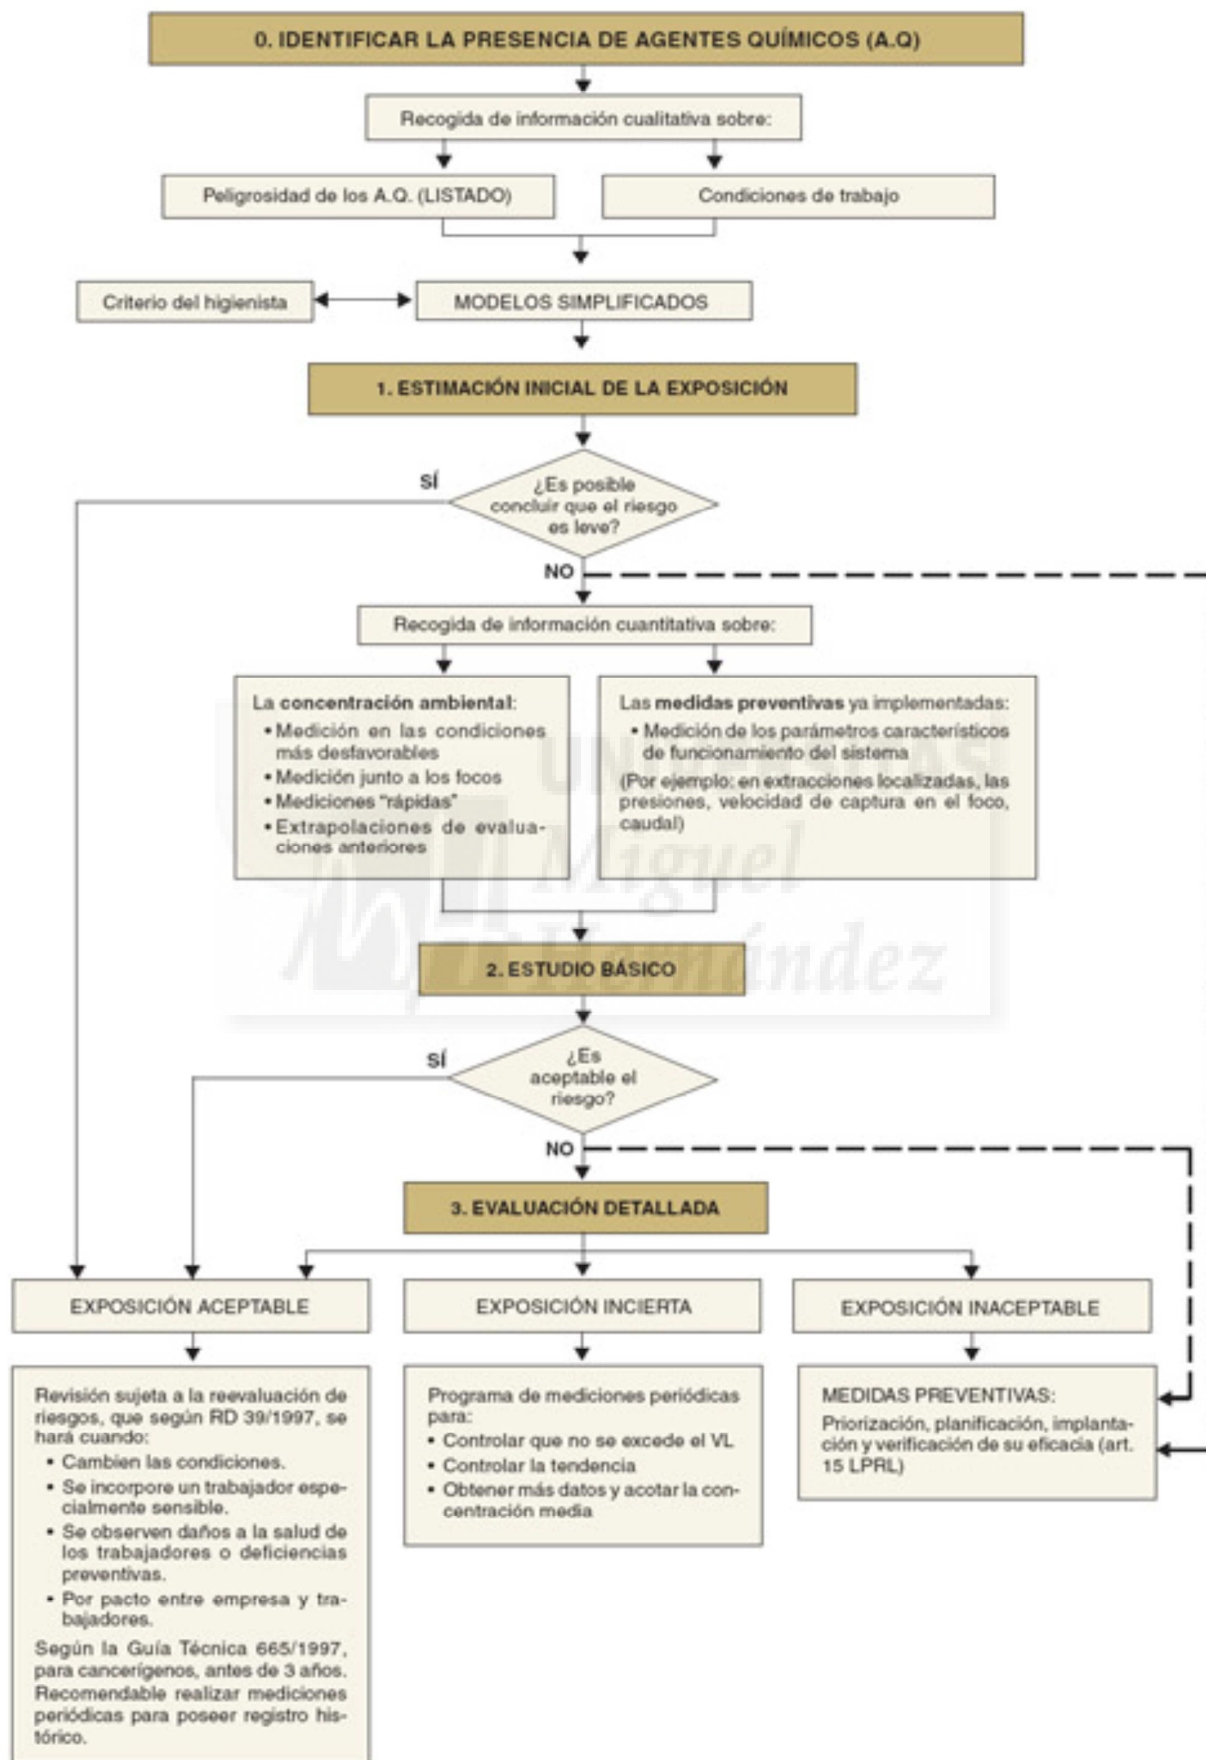 0. IDENTIFICAR LA PRESENCIA DE AGENTES QUÍMICOS (A.Q)
Recogida de información cualitativa sobre:
Peligrosidad de los A.Q. (LISTADO)
Condiciones de trabajo
Criterio del higienista
MODELOS SIMPLIFICADOS
1. ESTIMACIÓN INICIAL DE LA EXPOSICIÓN
SÍ
¿Es posible
concluir que el riesgo
es leve?
NO
Recogida de información cuantitativa sobre:
La concentración ambiental:
• Medición en las condiciones
más desfavorables
• Medición junto a los focos
• Mediciones “rápidas”
• Extrapolaciones de evalua-
ciones anteriores
Las medidas preventivas ya implementadas:
• Medición de los parámetros característicos
de funcionamiento del sistema
(Por ejemplo: en extracciones localizadas, las
presiones, velocidad de captura en el foco,
caudal)
UNIVERSITAS
Miguel
Hernández
2. ESTUDIO BÁSICO
SÍ
¿Es
aceptable el
riesgo?
NO
3. EVALUACIÓN DETALLADA
EXPOSICIÓN ACEPTABLE
EXPOSICIÓN INCIERTA
EXPOSICIÓN INACEPTABLE
Revisión sujeta a la reevaluación de
riesgos, que según RD 39/1997, se
hará cuando:
• Cambien las condiciones.
• Se incorpore un trabajador espe-
cialmente sensible.
• Se observen daños a la salud de
los trabajadores o deficiencias
preventivas.
• Por pacto entre empresa y tra-
bajadores.
Según la Guía Técnica 665/1997,
para cancerígenos, antes de 3 años.
Recomendable realizar mediciones
periódicas para poseer registro his-
tórico.
Programa de mediciones periódicas
para:
• Controlar que no se excede el VL
• Controlar la tendencia
• Obtener más datos y acotar la con-
centración media
MEDIDAS PREVENTIVAS:
Priorización, planificación, implanta-
ción y verificación de su eficacia (art.
15 LPRL)